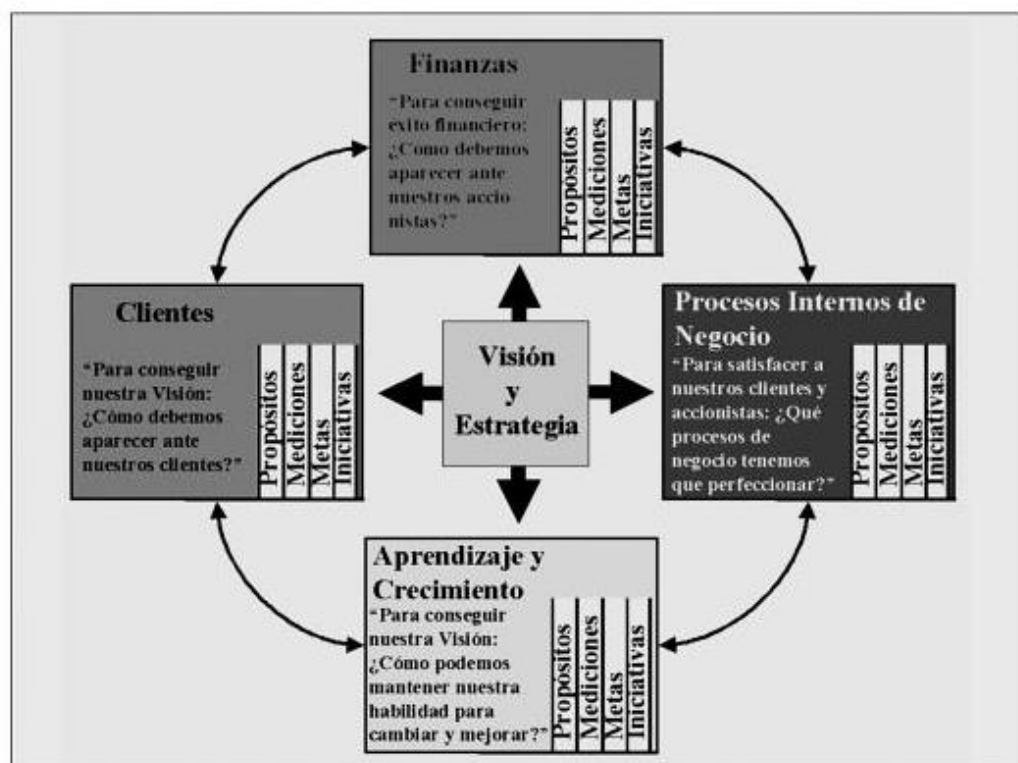 Finanzas
“Para conseguir
exito financiero:
¿Como debemos
aparecer ante
nuestros accio
nistas?”
Propósitos
Mediciones
Metas
Iniciativas
Clientes
“Para conseguir
nuestra Visión:
¿Cómo debemos
aparecer ante
nuestros clientes?”
Propósitos
Mediciones
Metas
Iniciativas
Visión
y
Estrategia
Procesos Internos de
Negocio
“Para satisfacer a
nuestros clientes y
accionistas: ¿Qué
procesos de
negocio tenemos
que perfeccionar?”
Propósitos
Mediciones
Metas
Iniciativas
Aprendizaje y
Crecimiento
“Para conseguir
nuestra Visión:
¿Cómo podemos
mantener nuestra
habilidad para
cambiar y mejorar?”
Propósitos
Mediciones
Metas
Iniciativas